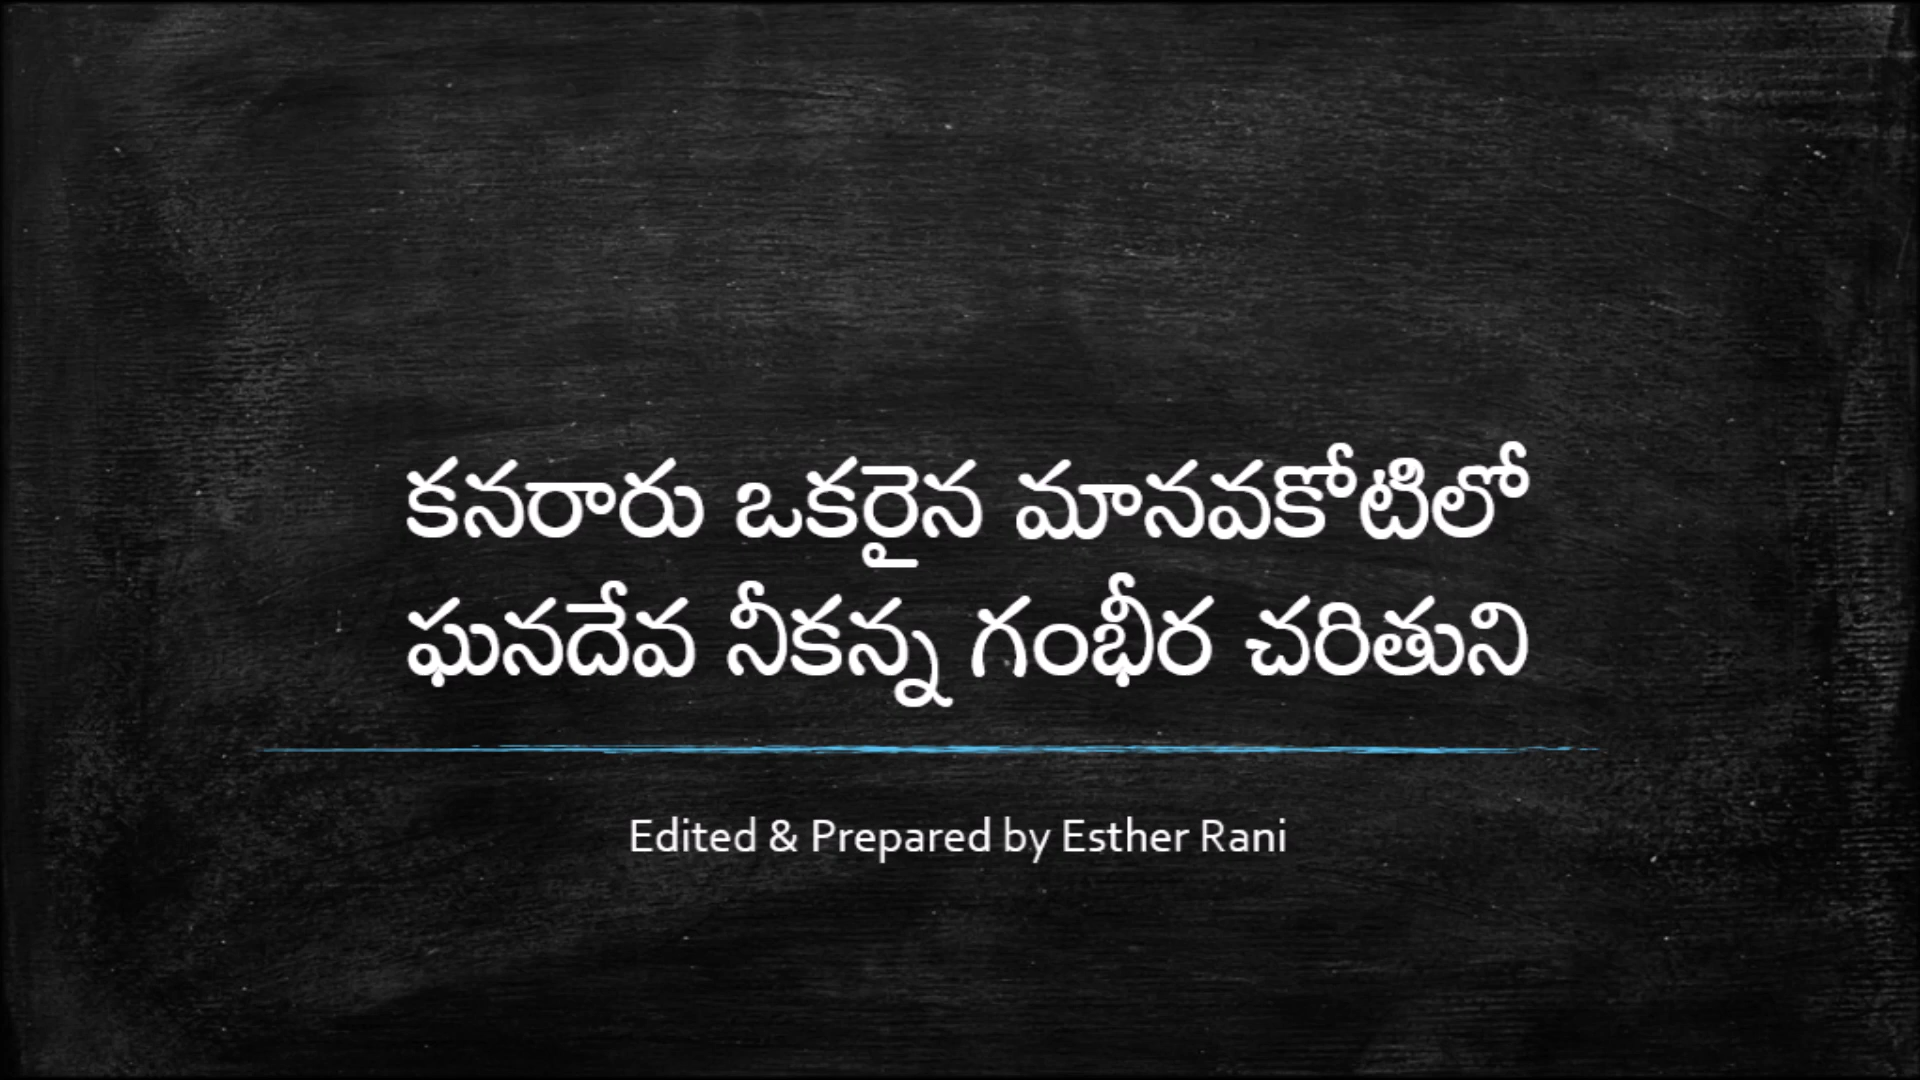 కనరారు ఒకరైన మానవకోటిలో
ఘనదేవ నీకన్న గంభీర చరితుని
Edited & Prepared by Esther Rani